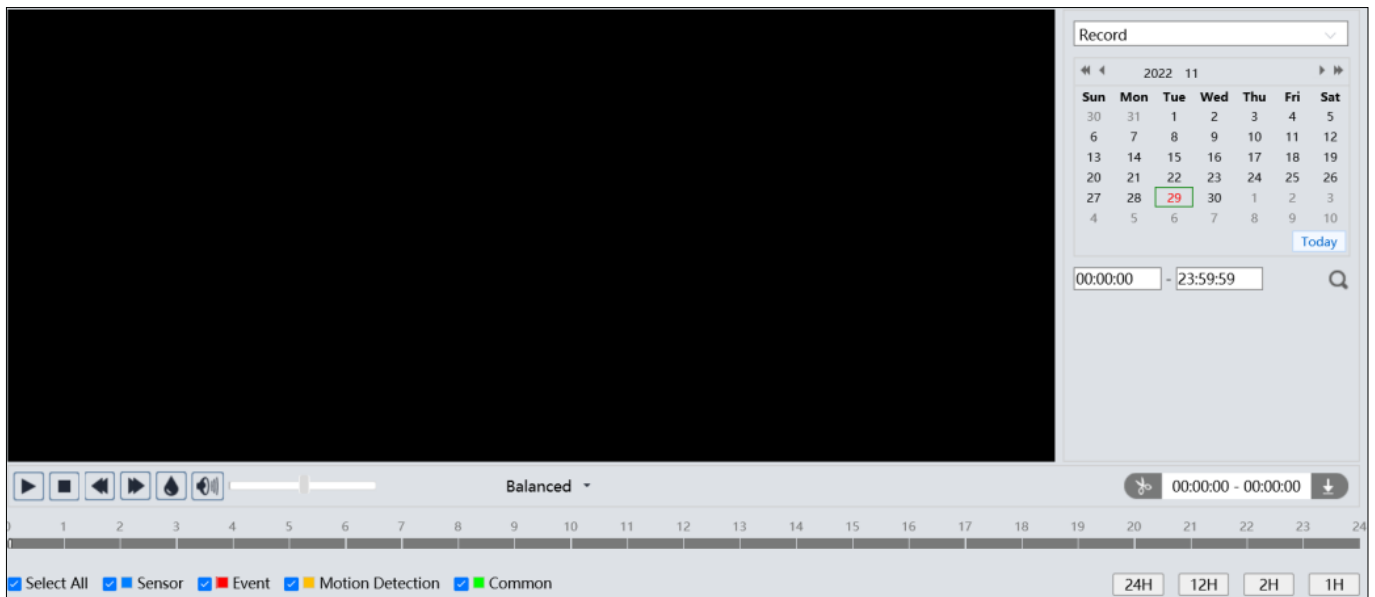 Record
2022 11
Sun Mon Tue Wed Thu Fri Sat
30 31 1 2 3 4 5
6 7 8 9 10 11 12
13 14 15 16 17 18 19
20 21 22 23 24 25 26
27 28 29 30 1 2 3
4 5 6 7 8 9 10
Today
00:00:00 - 23:59:59
Balanced
00:00:00 - 00:00:00
0 1 2 3 4 5 6 7 8 9 10 11 12 13 14 15 16 17 18 19 20 21 22 23 24
Select All Sensor Event Motion Detection Common 24H 12H 2H 1H